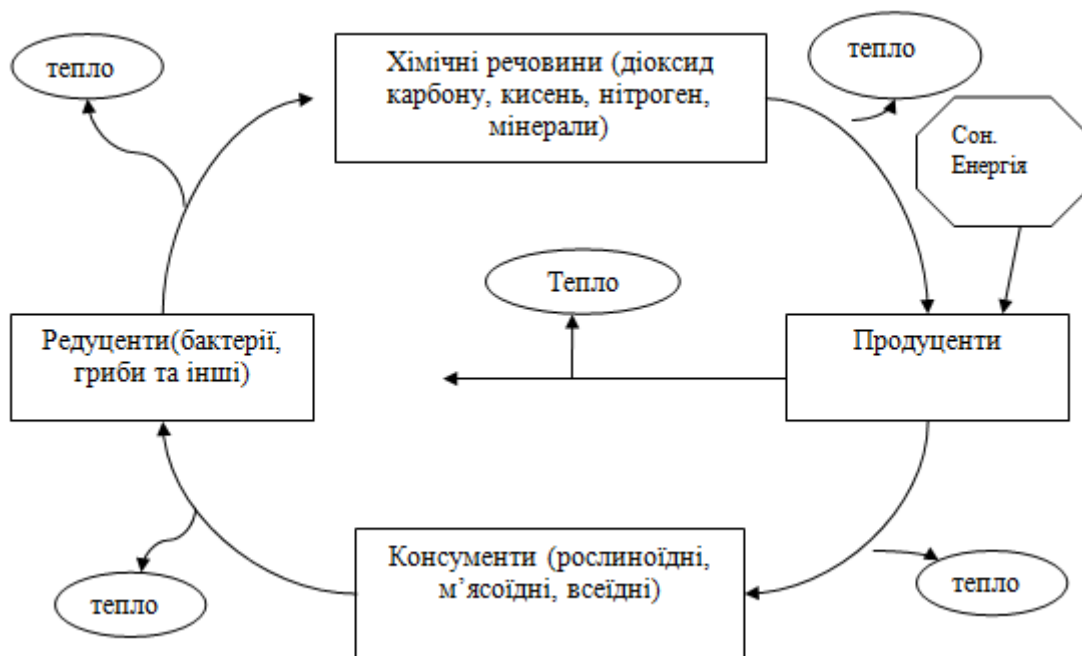 тепло
Хімічні речовини (діоксид
карбону, кисень, нітроген,
мінерали)
тепло
Сон.
Енергія
Тепло
Редуценти(бактерії,
гриби та інші)
Продуценти
Консументи (рослиноїдні,
м’ясоїдні, всеїдні)
тепло
тепло